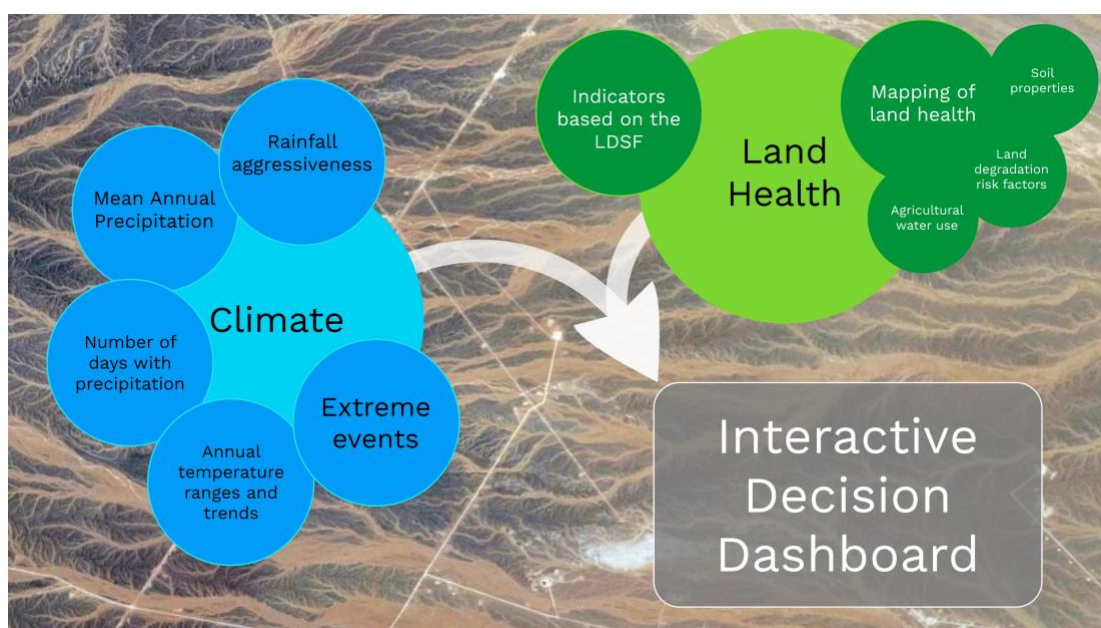 Rainfall
aggressiveness
Mean Annual
Precipitation
Climate
Number of
days with
precipitation
Annual
temperature
ranges and
trends
Extreme
events
Indicators
based on the
LDSF
Land
Health
Mapping of
land health
Soil
properties
Land
degradation
risk factors
Agricultural
water use
Interactive
Decision
Dashboard